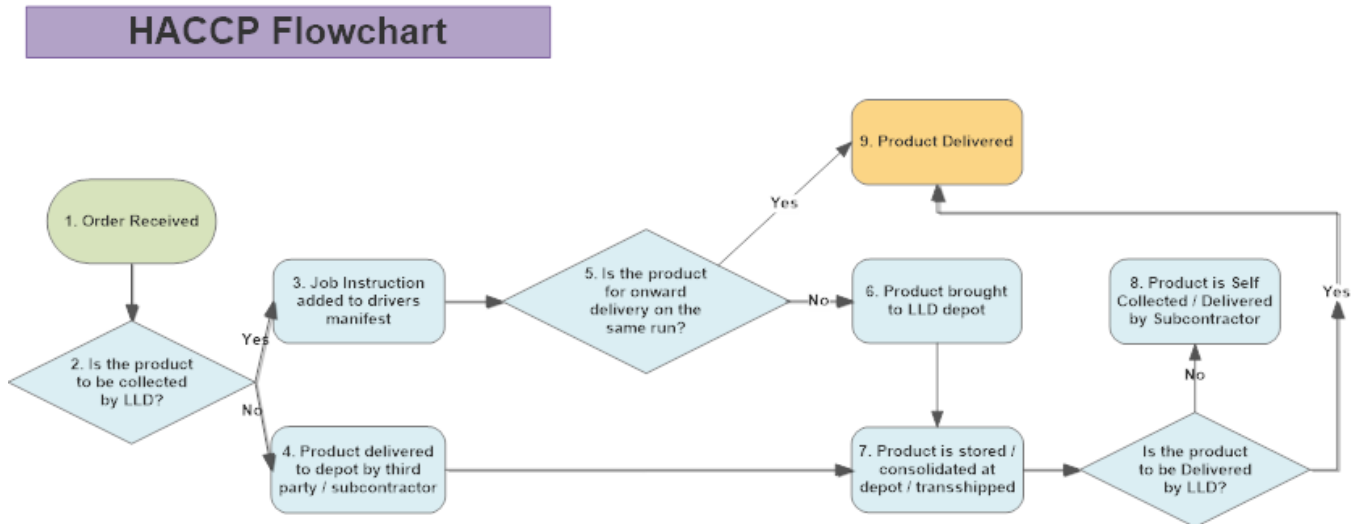 HACCP Flowchart
1. Order Received
2. Is the product
to be collected
by LLD?
Yes
No
3. Job Instruction
added to drivers
manifest
4. Product delivered
to depot by third
party / subcontractor
5. Is the product
for onward
delivery on the
same run?
Yes
No
9. Product Delivered
6. Product brought
to LLD depot
7. Product is stored /
consolidated at
depot / transshipped
8. Product is Self
Collected / Delivered
by Subcontractor
No
Is the product
to be Delivered
by LLD?
Yes